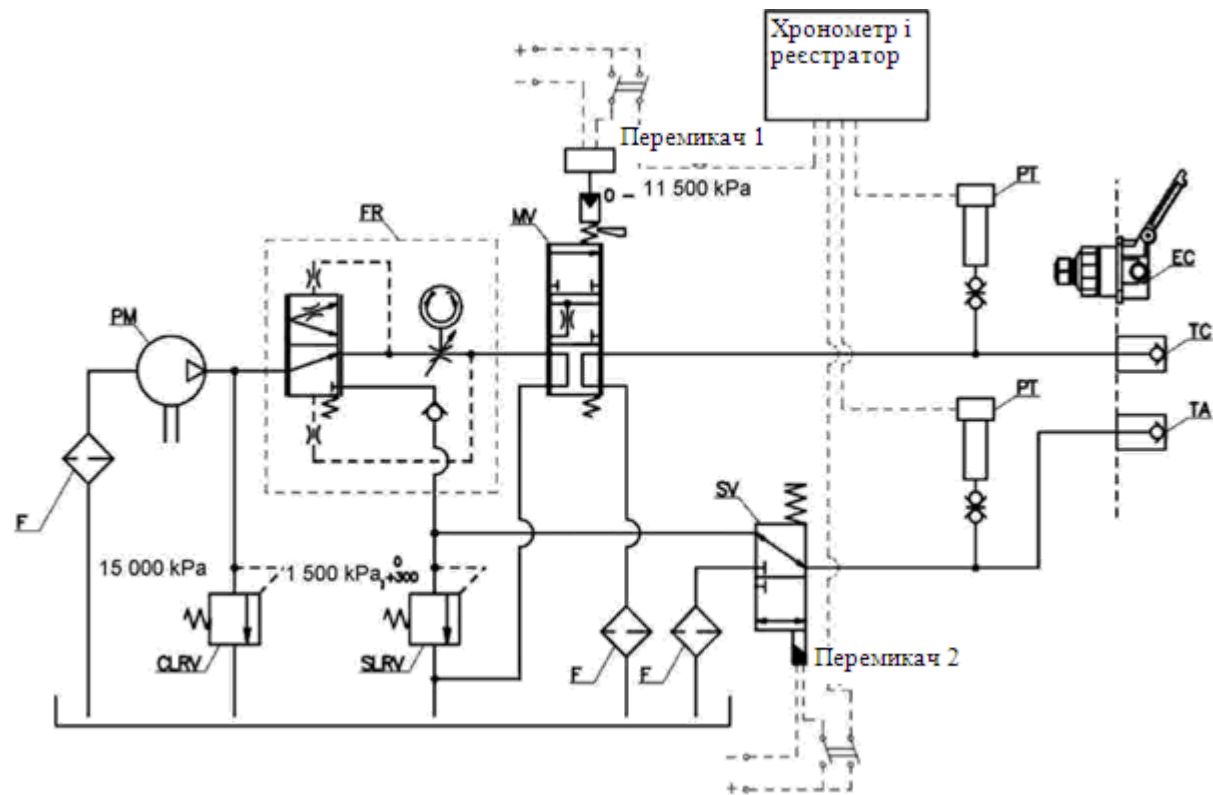 Хронометр і
реєстратор
+
-
Перемикач 1
0 – 11 500 kPa
PT
FR
MV
EC
PM
TC
PT
TA
F
SV
15 000 kPa
1 500 kPa, 0 +300
CLRV
SLRV
F
F
Перемикач 2
-
+